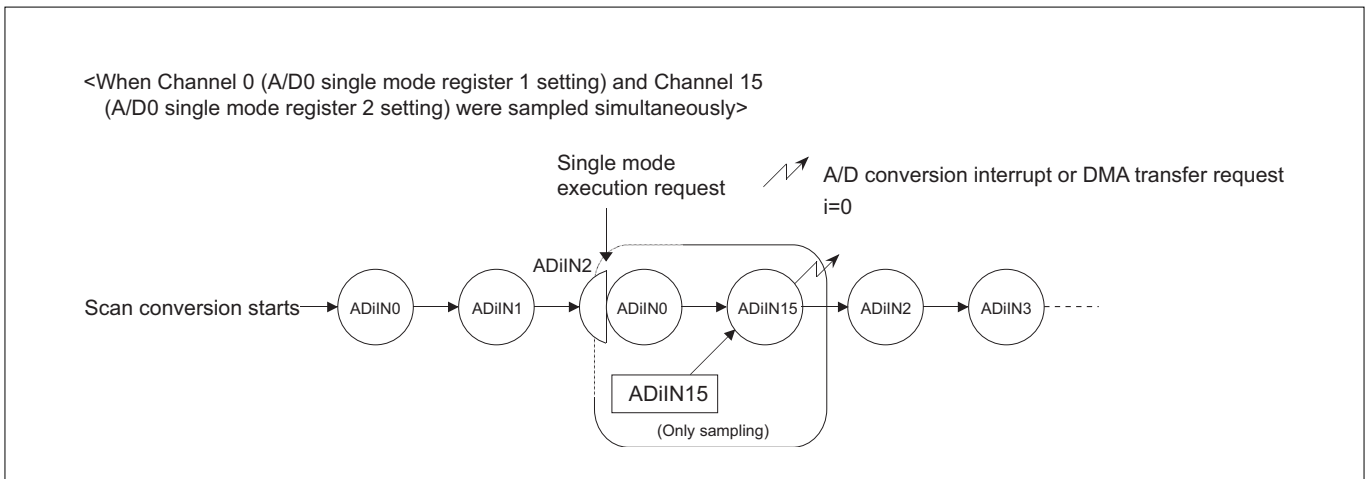 <When Channel 0 (A/D0 single mode register 1 setting) and Channel 15
(A/D0 single mode register 2 setting) were sampled simultaneously>
Single mode
execution request
A/D conversion interrupt or DMA transfer request
i=0
ADiIN2
Scan conversion starts
ADiIN0
ADiIN1
ADiIN0
ADiIN15
ADiIN2
ADiIN3
ADiIN15
(Only sampling)